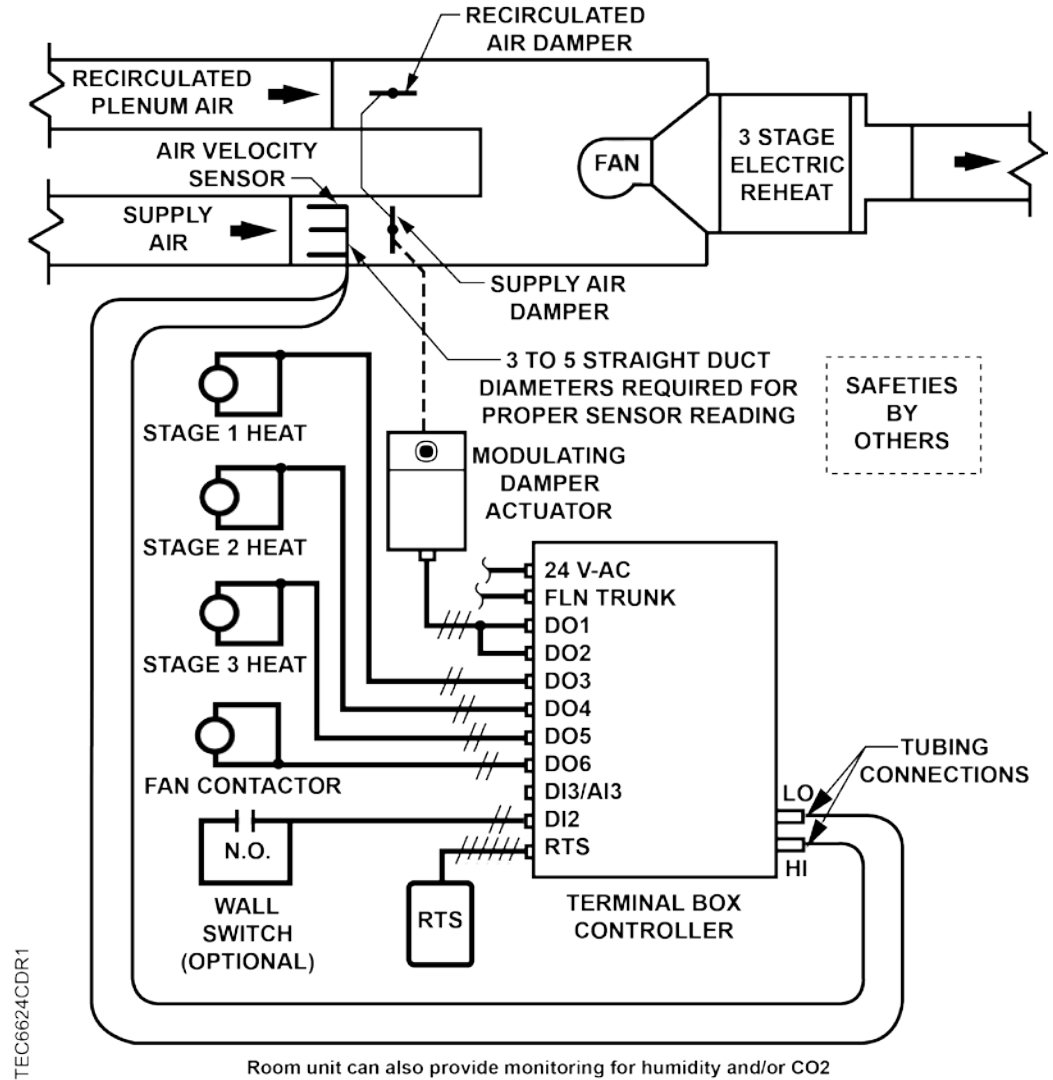 RECIRCULATED
AIR DAMPER
RECIRCULATED
PLENUM AIR
AIR VELOCITY
SENSOR
FAN
3 STAGE
ELECTRIC
REHEAT
SUPPLY
AIR
SUPPLY AIR
DAMPER
3 TO 5 STRAIGHT DUCT
DIAMETERS REQUIRED FOR
PROPER SENSOR READING
SAFETIES
BY
OTHERS
STAGE 1 HEAT
MODULATING
DAMPER
ACTUATOR
STAGE 2 HEAT
STAGE 3 HEAT
FAN CONTACTOR
24 V-AC
FLN TRUNK
DO1
DO2
DO3
DO4
DO5
DO6
DI3/AI3
DI2
RTS
TUBING
CONNECTIONS
LO
HI
N.O.
WALL
SWITCH
(OPTIONAL)
RTS
TERMINAL BOX
CONTROLLER
TEC6624CDR1
Room unit can also provide monitoring for humidity and/or CO2